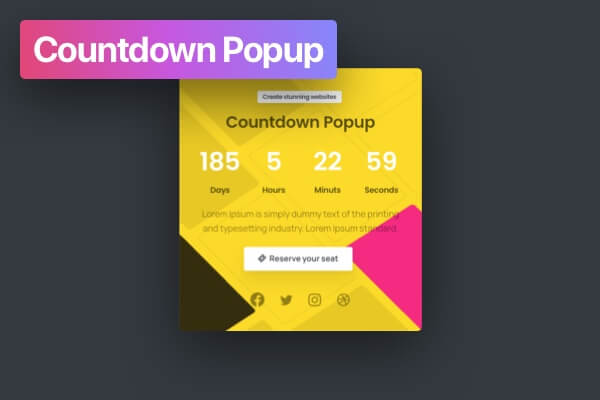 Countdown Popup
Create stunning websites
Countdown Popup
185 5 22 59
Days Hours Minuts Seconds
Lorem Ipsum is simply dummy text of the printing
and typesetting industry. Lorem Ipsum standard.
Reserve your seat